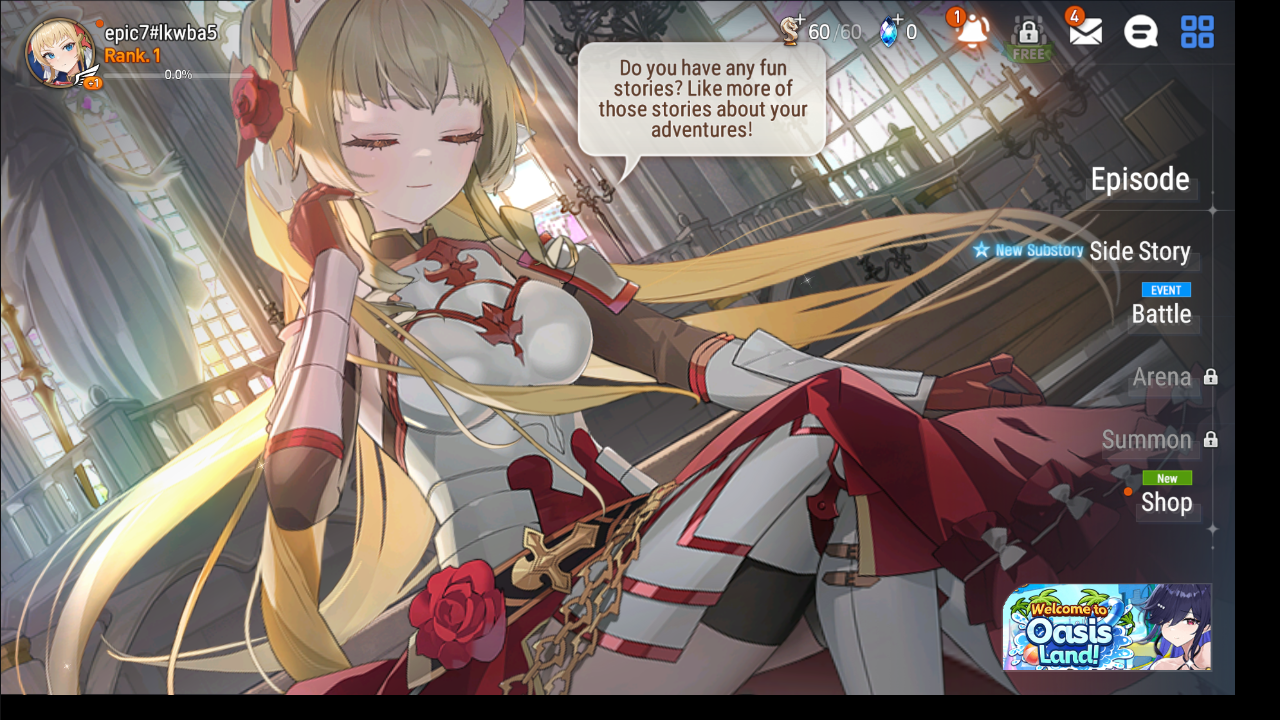 epic7#lkwba5
Rank. 1
0.0%
+1
60/60
0
1
FREE
4
Do you have any fun
stories? Like more of
those stories about your
adventures!
Episode
New Substory Side Story
EVENT
Battle
Arena
Summon
New
Shop
Welcome to
Oasis
Land!